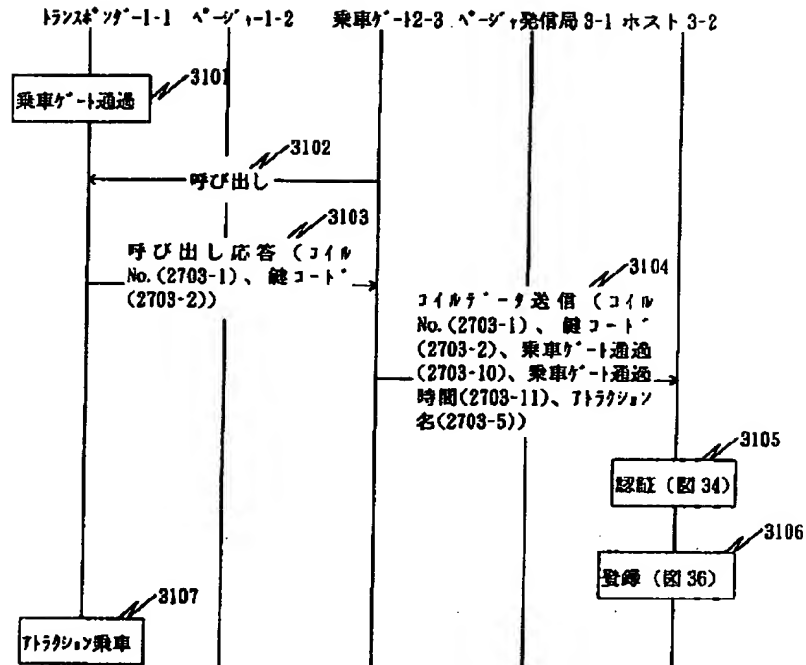 トランスポンダー1-1 ページャー1-2 乗車ゲート2-3 ページャ発信局3-1 ホスト3-2
3101
乗車ゲート通過
3102
呼び出し
3103
呼び出し応答（コイル
No.(2703-1)、鍵コード
(2703-2))
3104
コイルデータ送信（コイル
No.(2703-1)、鍵コード
(2703-2)、乗車ゲート通過
(2703-10)、乗車ゲート通過
時間(2703-11)、アトラクション
名(2703-5))
3105
認証（図34）
3106
登録（図36）
3107
アトラクション乗車